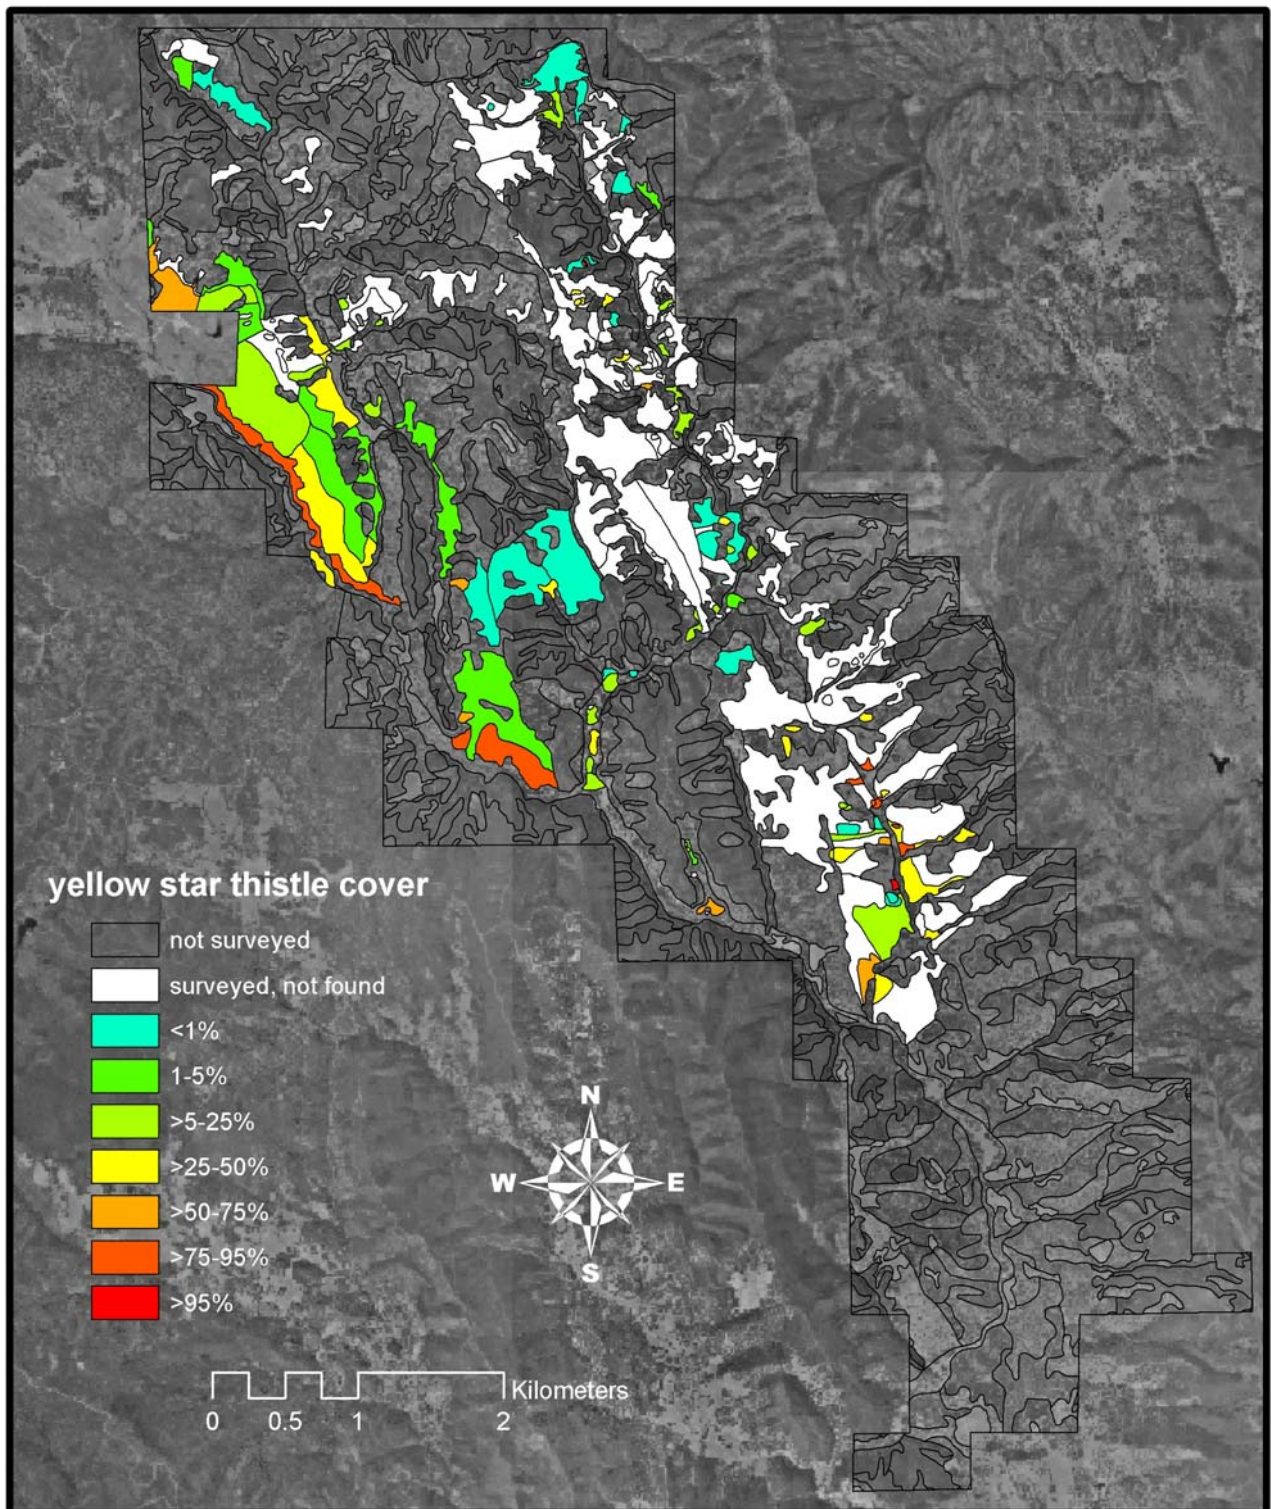 yellow star thistle cover
not surveyed
surveyed, not found
<1%
1-5%
>5-25%
>25-50%
>50-75%
>75-95%
>95%
N
W E
S
Kilometers
0 0.5 1 2